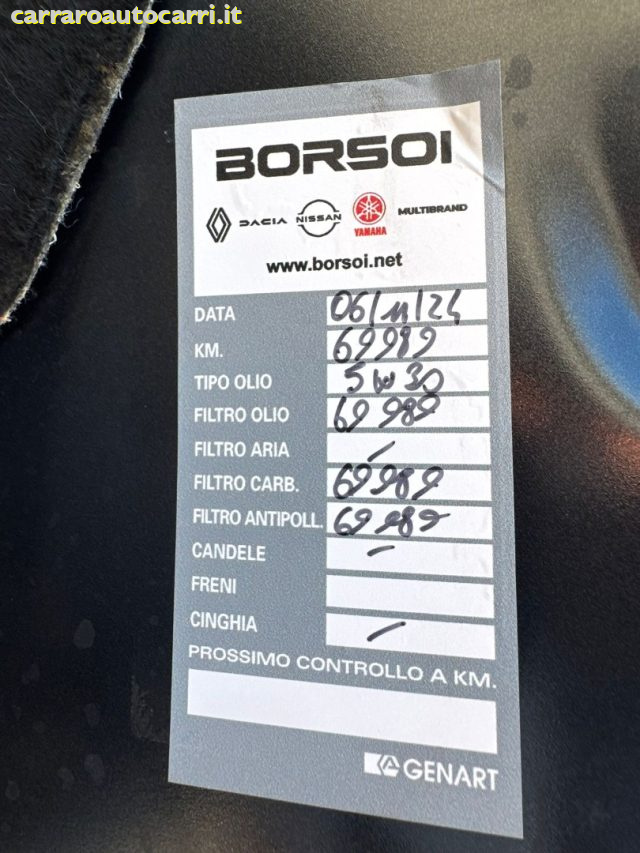 carraroautocarri.it
BORSOI
DACIA NISSAN YAMAHA MULTIBRAND
www.borsoi.net
DATA 06/11/24
KM. 69989
TIPO OLIO 5w30
FILTRO OLIO 69989
FILTRO ARIA -
FILTRO CARB. 69989
FILTRO ANTIPOLL. 69989
CANDELE -
FRENI
CINGHIA -
PROSSIMO CONTROLLO A KM.
GENART